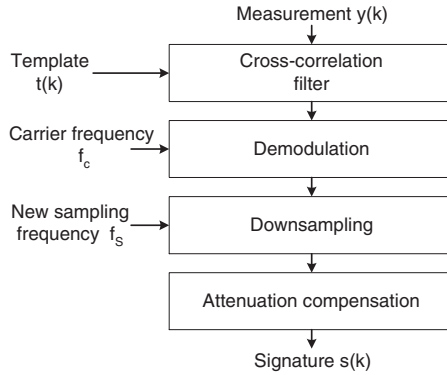 Measurement y(k)
Template
t(k)
Cross-correlation
filter
Carrier frequency
f_c
Demodulation
New sampling
frequency f_S
Downsampling
Attenuation compensation
Signature s(k)